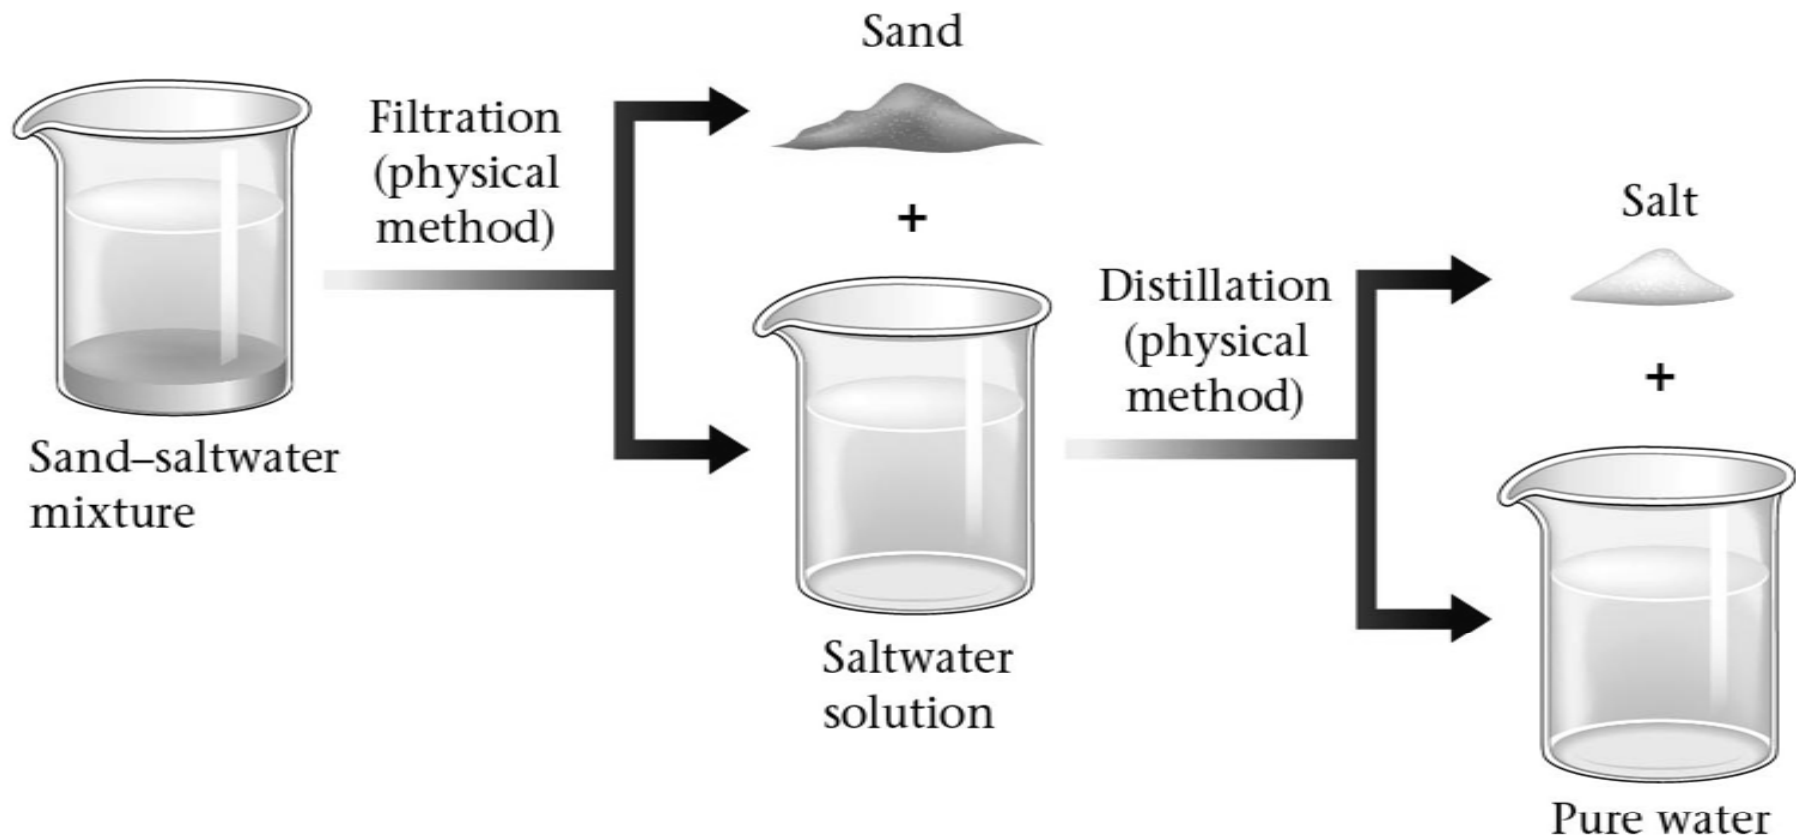 Sand
Filtration
(physical
method)
+
Salt
Distillation
(physical
method)
+
Sand–saltwater
mixture
Saltwater
solution
Pure water